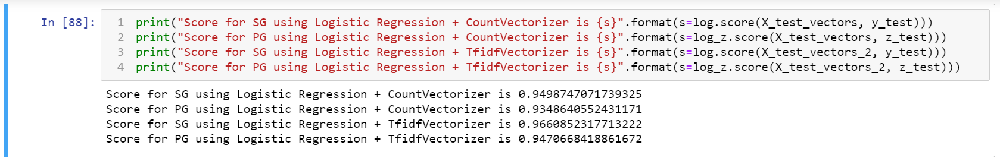 In [88]:
1 print("Score for SG using Logistic Regression + CountVectorizer is {s}".format(s=log.score(X_test_vectors, y_test)))
2 print("Score for PG using Logistic Regression + CountVectorizer is {s}".format(s=log_z.score(X_test_vectors, z_test)))
3 print("Score for SG using Logistic Regression + TfidfVectorizer is {s}".format(s=log.score(X_test_vectors_2, y_test)))
4 print("Score for PG using Logistic Regression + TfidfVectorizer is {s}".format(s=log_z.score(X_test_vectors_2, z_test)))
Score for SG using Logistic Regression + CountVectorizer is 0.9498747071739325
Score for PG using Logistic Regression + CountVectorizer is 0.9348640552431171
Score for SG using Logistic Regression + TfidfVectorizer is 0.9660852317713222
Score for PG using Logistic Regression + TfidfVectorizer is 0.9470668418861672